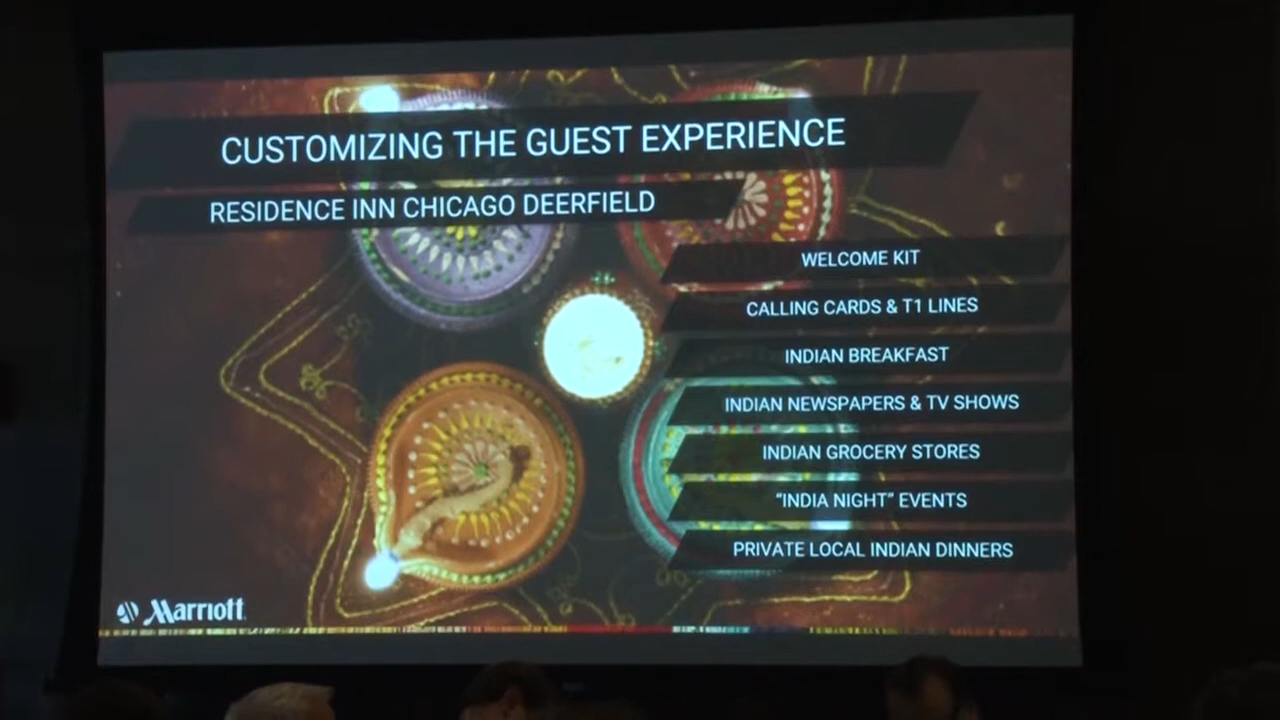 CUSTOMIZING THE GUEST EXPERIENCE
RESIDENCE INN CHICAGO DEERFIELD
WELCOME KIT
CALLING CARDS & T1 LINES
INDIAN BREAKFAST
INDIAN NEWSPAPERS & TV SHOWS
INDIAN GROCERY STORES
“INDIA NIGHT” EVENTS
PRIVATE LOCAL INDIAN DINNERS
Marriott